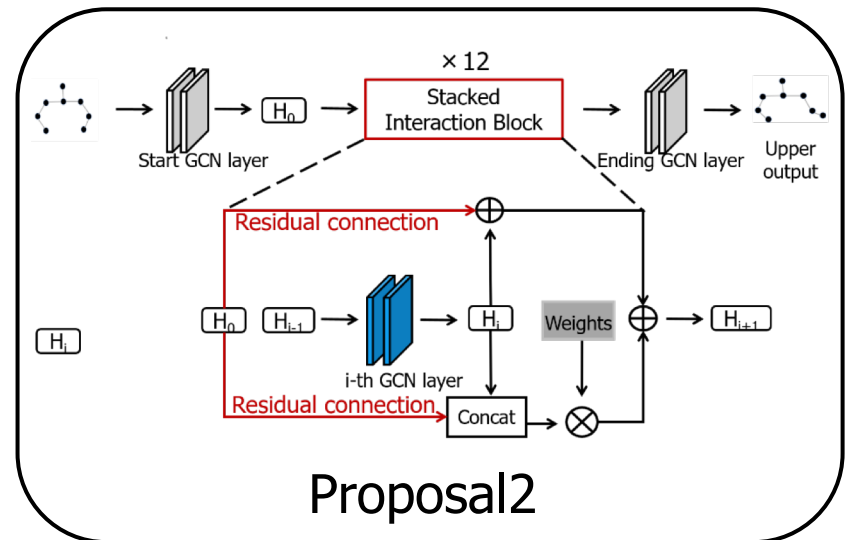 × 12
Stacked
Interaction Block
H₀
Start GCN layer
Ending GCN layer
Upper
output
Residual connection
H₀
Hᵢ₋₁
Hᵢ
Weights
Hᵢ₊₁
Hᵢ
i-th GCN layer
Residual connection
Concat
Proposal2